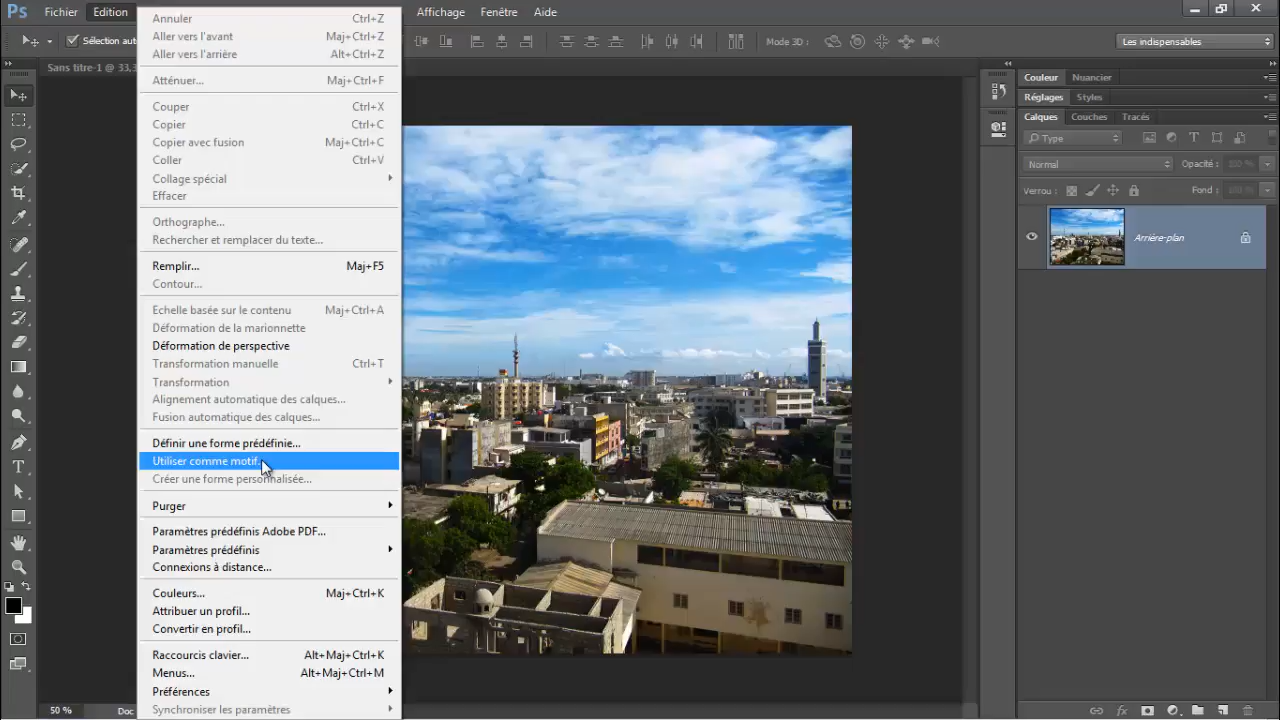 Ps Fichier Edition Affichage Fenêtre Aide
Sélection auto Mode 3D : Les indispensables
Sans titre-1 @ 33,3
Annuler Ctrl+Z
Aller vers l'avant Maj+Ctrl+Z
Aller vers l'arrière Alt+Ctrl+Z
Atténuer... Maj+Ctrl+F
Couper Ctrl+X
Copier Ctrl+C
Copier avec fusion Maj+Ctrl+C
Coller Ctrl+V
Collage spécial
Effacer
Orthographe...
Rechercher et remplacer du texte...
Remplir... Maj+F5
Contour...
Echelle basée sur le contenu Maj+Ctrl+A
Déformation de la marionnette
Déformation de perspective
Transformation manuelle Ctrl+T
Transformation
Alignement automatique des calques...
Fusion automatique des calques...
Définir une forme prédéfinie...
Utiliser comme motif...
Créer une forme personnalisée...
Purger
Paramètres prédéfinis Adobe PDF...
Paramètres prédéfinis
Connexions à distance...
Couleurs... Maj+Ctrl+K
Attribuer un profil...
Convertir en profil...
Raccourcis clavier... Alt+Maj+Ctrl+K
Menus... Alt+Maj+Ctrl+M
Préférences
Synchroniser les paramètres
50 % Doc
Couleur Nuancier
Réglages Styles
Calques Couches Tracés
Type
Normal Opacité : 100 %
Verrou : Fond : 100 %
Arrière-plan